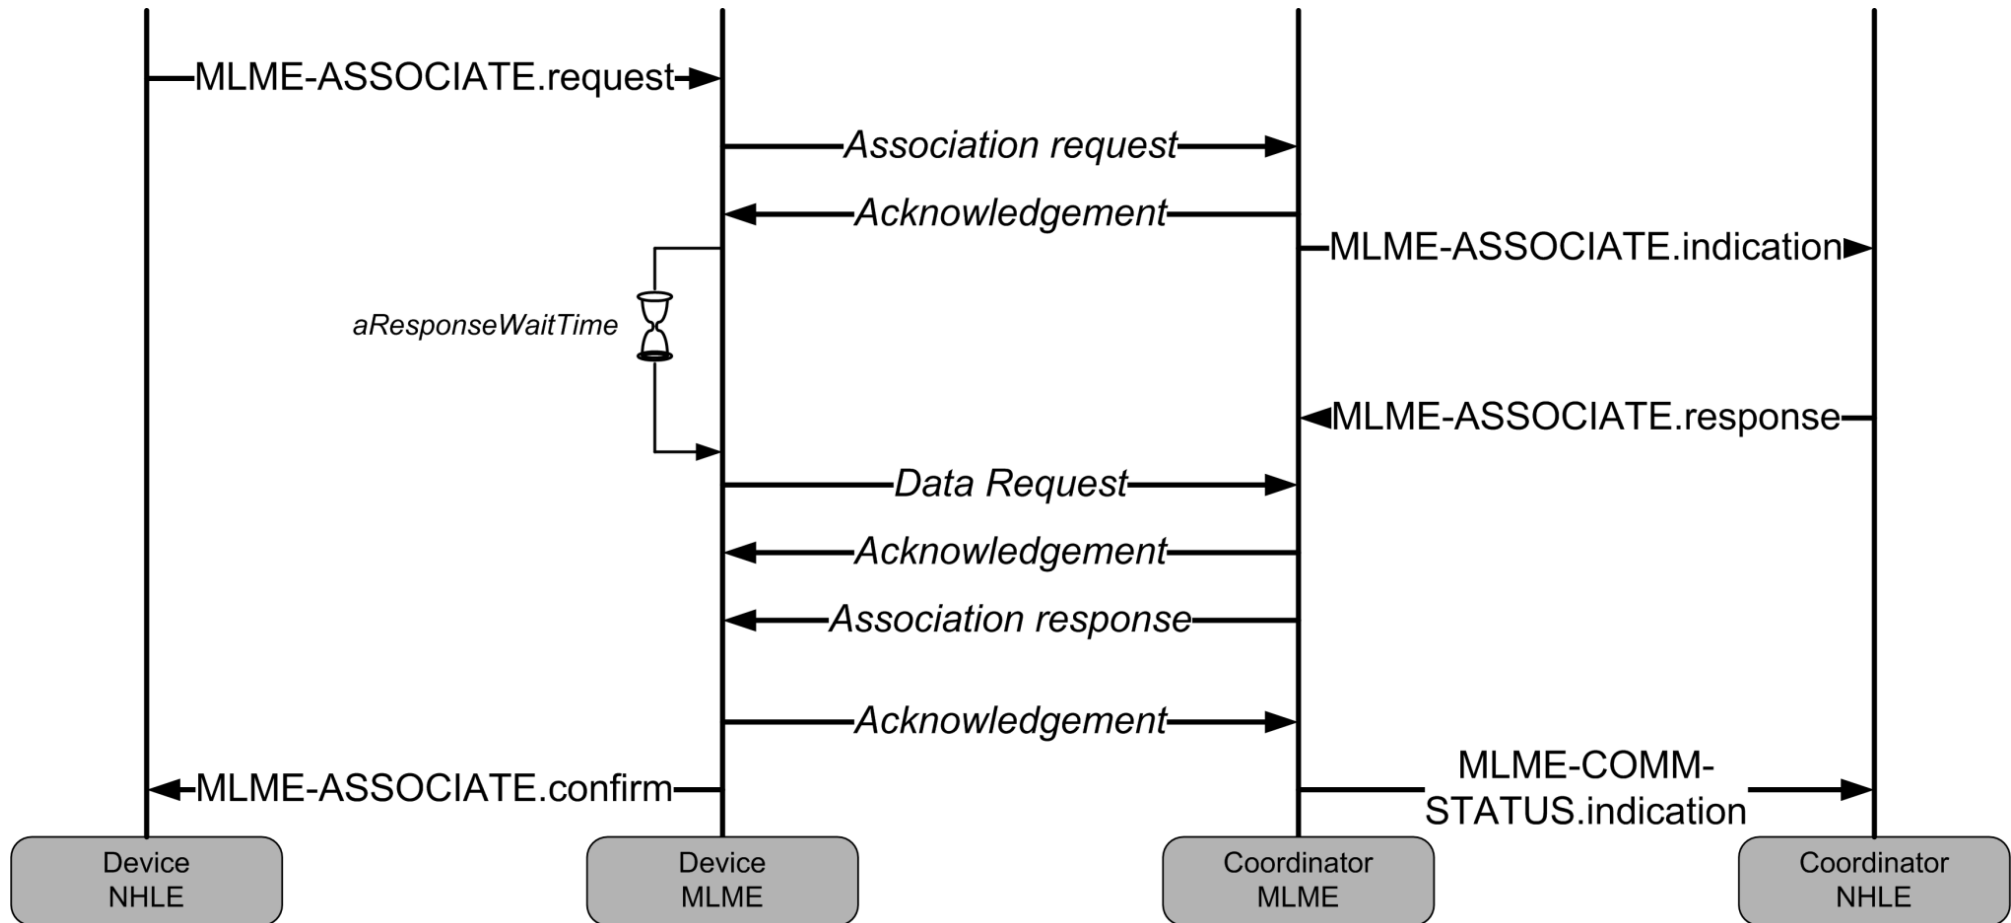 MLME-ASSOCIATE.request
Association request
Acknowledgement
MLME-ASSOCIATE.indication
aResponseWaitTime
MLME-ASSOCIATE.response
Data Request
Acknowledgement
Association response
Acknowledgement
MLME-ASSOCIATE.confirm
MLME-COMM-
STATUS.indication
Device
NHLE
Device
MLME
Coordinator
MLME
Coordinator
NHLE